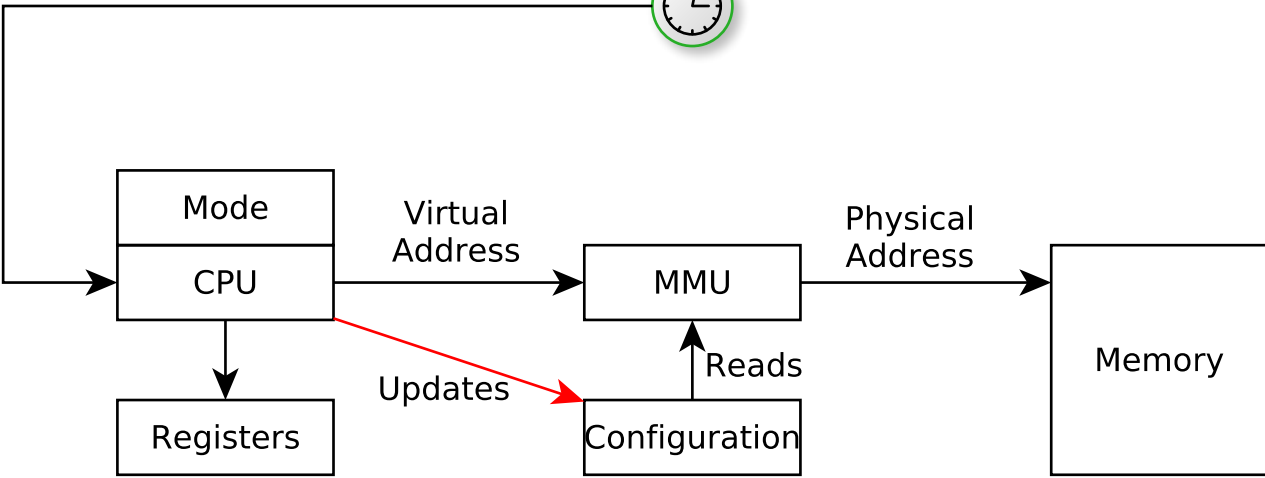 Mode
Virtual
Address
Physical
Address
CPU
MMU
Memory
Reads
Updates
Registers
Configuration